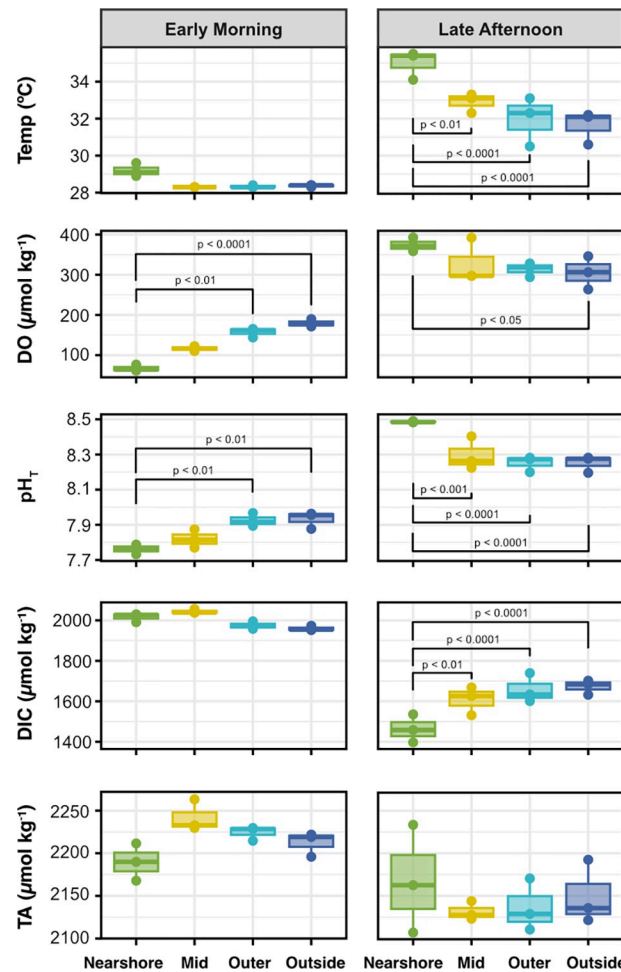 Early Morning Late Afternoon
Temp (°C)
34
32
30
28
p < 0.01
p < 0.0001
p < 0.0001
DO (µmol kg⁻¹)
400
300
200
100
p < 0.0001
p < 0.01
p < 0.05
pH_T
8.5
8.3
8.1
7.9
7.7
p < 0.01
p < 0.01
p < 0.001
p < 0.0001
p < 0.0001
DIC (µmol kg⁻¹)
2000
1800
1600
1400
p < 0.0001
p < 0.0001
p < 0.01
TA (µmol kg⁻¹)
2250
2200
2150
2100
Nearshore Mid Outer Outside Nearshore Mid Outer Outside